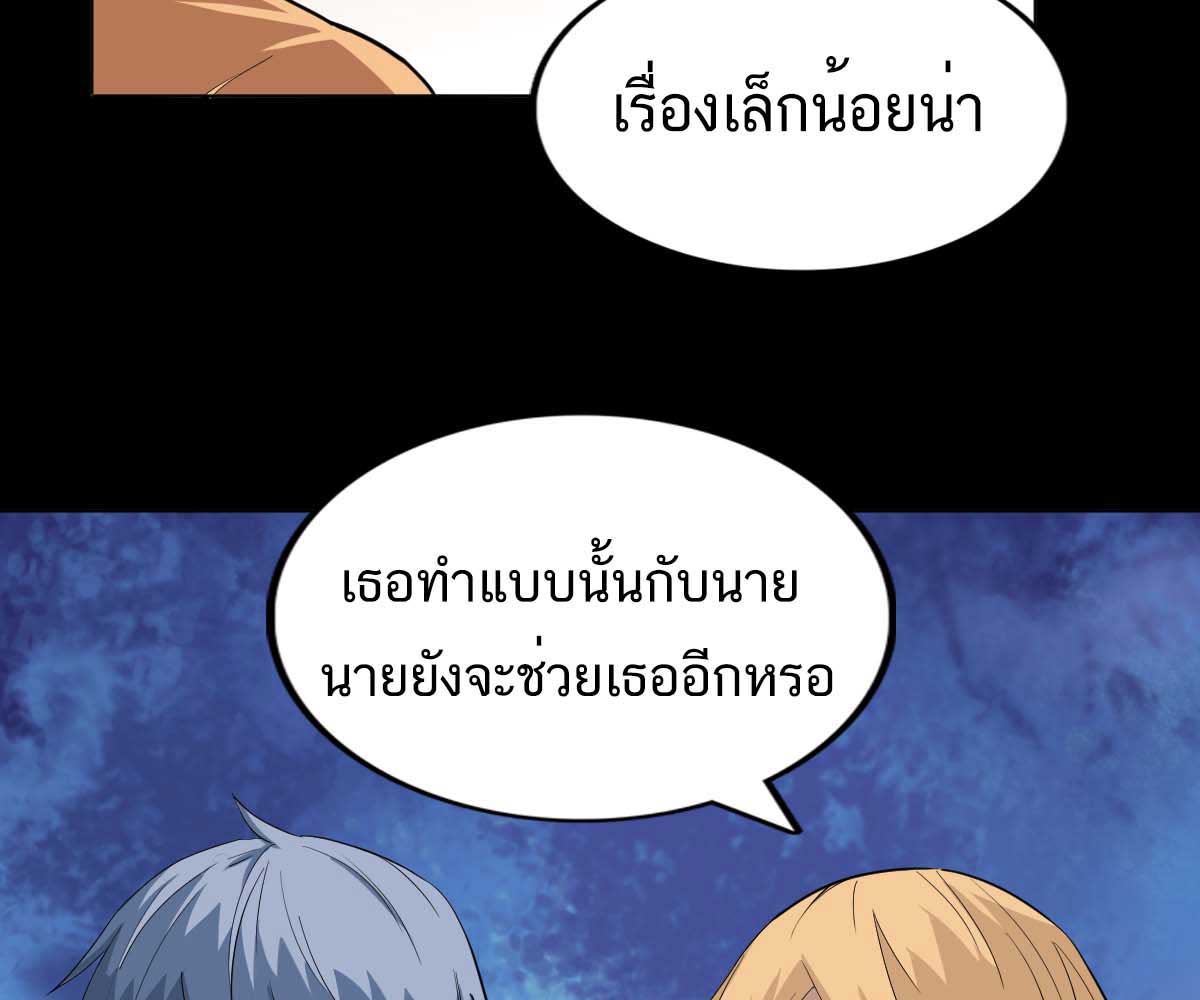 เรื่องเล็กน้อยน่า
เธอทำแบบนั้นกับนาย
นายยังจะช่วยเธออีกหรอ